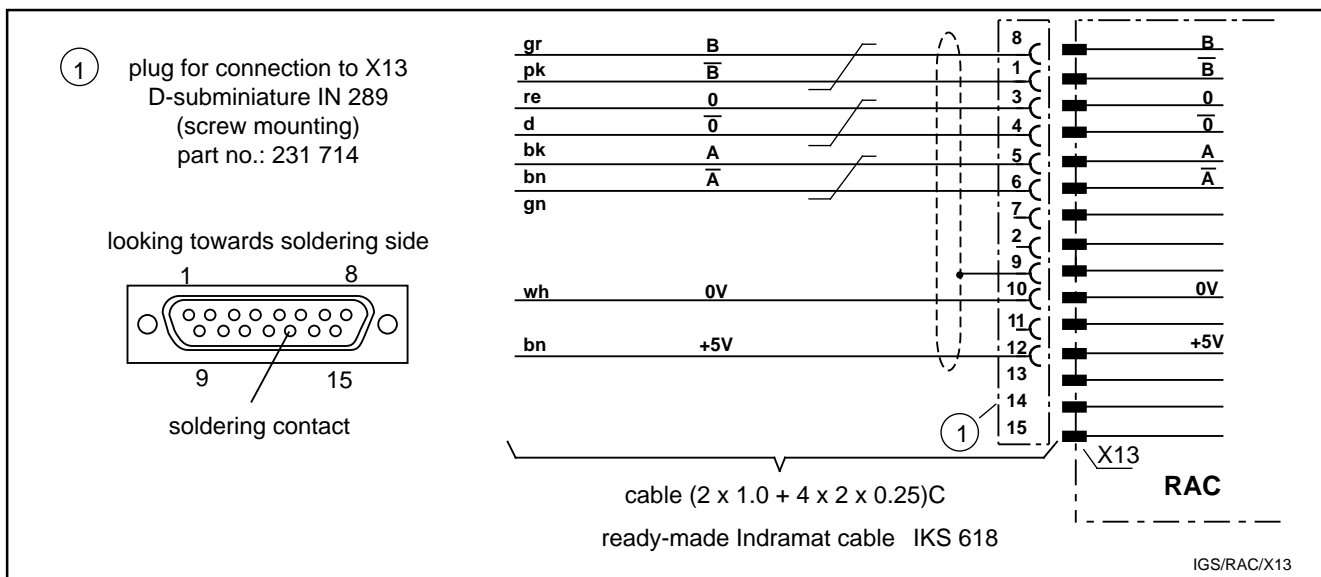 1
plug for connection to X13
D-subminiature IN 289
(screw mounting)
part no.: 231 714
looking towards soldering side
1 8
9 15
soldering contact
gr B 8 B
pk B̅ 1 B̅
re 0 3 0
d 0̅ 4 0̅
bk A 5 A
bn A̅ 6 A̅
gn 7
2
9
wh 0V 10 0V
11
bn +5V 12 +5V
13
14
15
1
X13
RAC
cable (2 x 1.0 + 4 x 2 x 0.25)C
ready-made Indramat cable IKS 618
IGS/RAC/X13